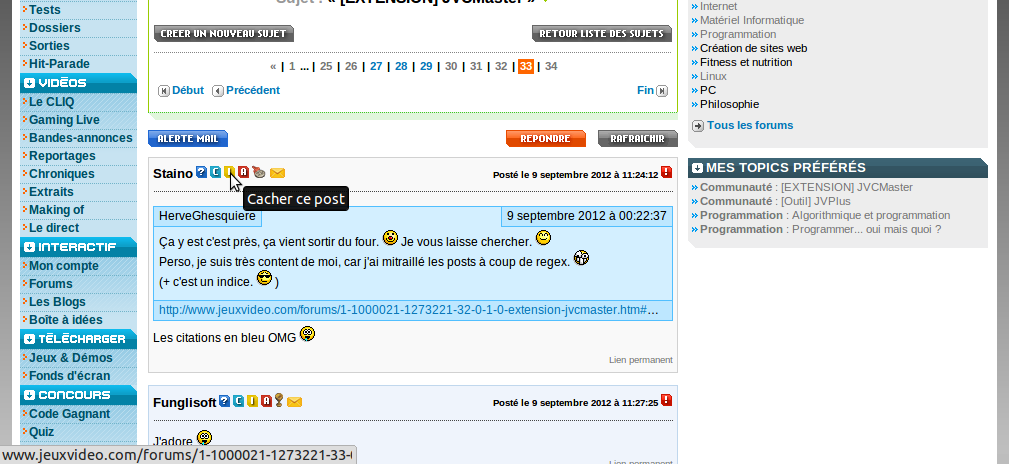 Tests
Dossiers
Sorties
Hit-Parade
VIDÉOS
Le CLIQ
Gaming Live
Bandes-annonces
Reportages
Chroniques
Extraits
Making of
Le direct
INTERACTIF
Mon compte
Forums
Les Blogs
Boîte à idées
TÉLÉCHARGER
Jeux & Démos
Fonds d'écran
CONCOURS
Code Gagnant
Quiz
Sujet : « [EXTENSION] JVCMaster »
CREER UN NOUVEAU SUJET
RETOUR LISTE DES SUJETS
« | 1 ... | 25 | 26 | 27 | 28 | 29 | 30 | 31 | 32 | 33 | 34
Début Précédent
Fin
ALERTE MAIL
REPONDRE
RAFRAICHIR
Staino ? C J A
Posté le 9 septembre 2012 à 11:24:12 !
Cacher ce post
HerveGhesquiere
9 septembre 2012 à 00:22:37
Ça y est c'est près, ça vient sortir du four. Je vous laisse chercher.
Perso, je suis très content de moi, car j'ai mitraillé les posts à coup de regex.
(+ c'est un indice. )
http://www.jeuxvideo.com/forums/1-1000021-1273221-32-0-1-0-extension-jvcmaster.htm#...
Les citations en bleu OMG
Lien permanent
Funglisoft ? C J A
Posté le 9 septembre 2012 à 11:27:25 !
J'adore
Lien permanent
Internet
Matériel Informatique
Programmation
Création de sites web
Fitness et nutrition
Linux
PC
Philosophie
Tous les forums
MES TOPICS PRÉFÉRÉS
Communauté : [EXTENSION] JVCMaster
Communauté : [Outil] JVPlus
Programmation : Algorithmique et programmation
Programmation : Programmer... oui mais quoi ?
www.jeuxvideo.com/forums/1-1000021-1273221-33-